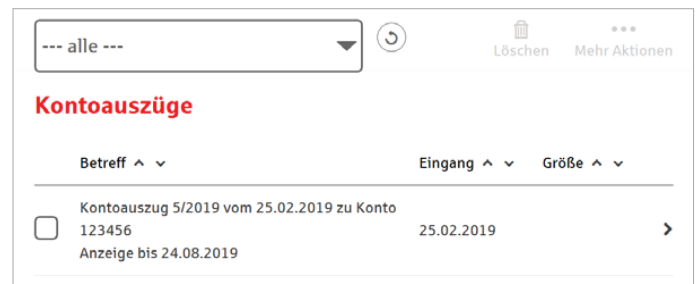 --- alle ---
Löschen
Mehr Aktionen
Kontoauszüge
Betreff
Eingang
Größe
Kontoauszug 5/2019 vom 25.02.2019 zu Konto
123456
25.02.2019
Anzeige bis 24.08.2019